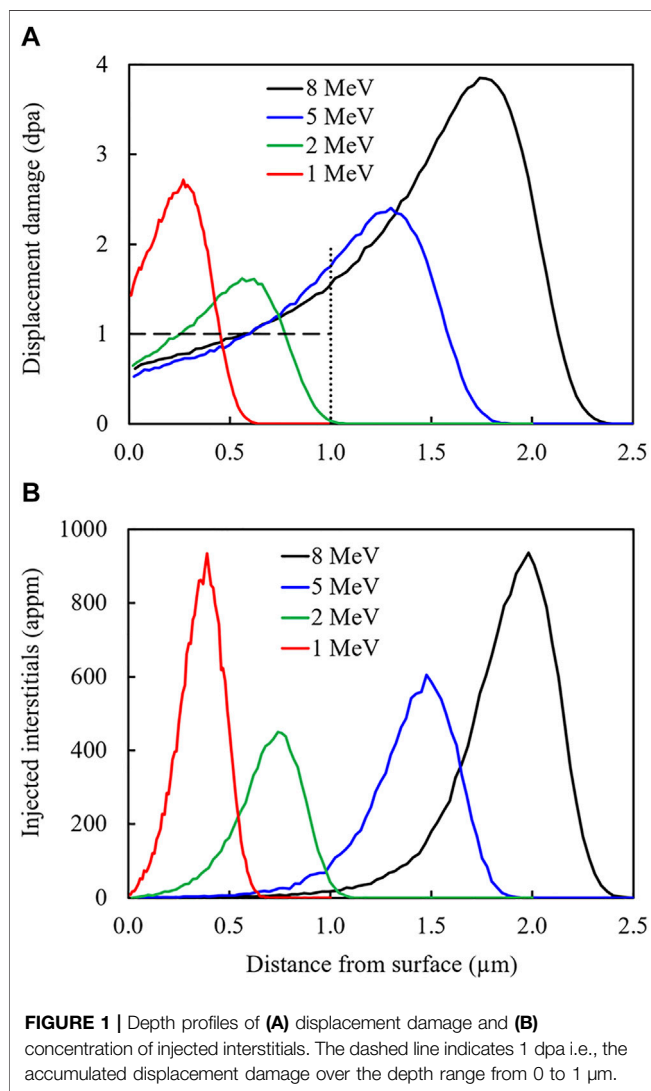 A
4
3
2
1
0
Displacement damage (dpa)
8 MeV
5 MeV
2 MeV
1 MeV
0.0 0.5 1.0 1.5 2.0 2.5
B
1000
800
600
400
200
0
Injected interstitials (appm)
8 MeV
5 MeV
2 MeV
1 MeV
0.0 0.5 1.0 1.5 2.0 2.5
Distance from surface (µm)
FIGURE 1 | Depth profiles of (A) displacement damage and (B)
concentration of injected interstitials. The dashed line indicates 1 dpa i.e., the
accumulated displacement damage over the depth range from 0 to 1 µm.